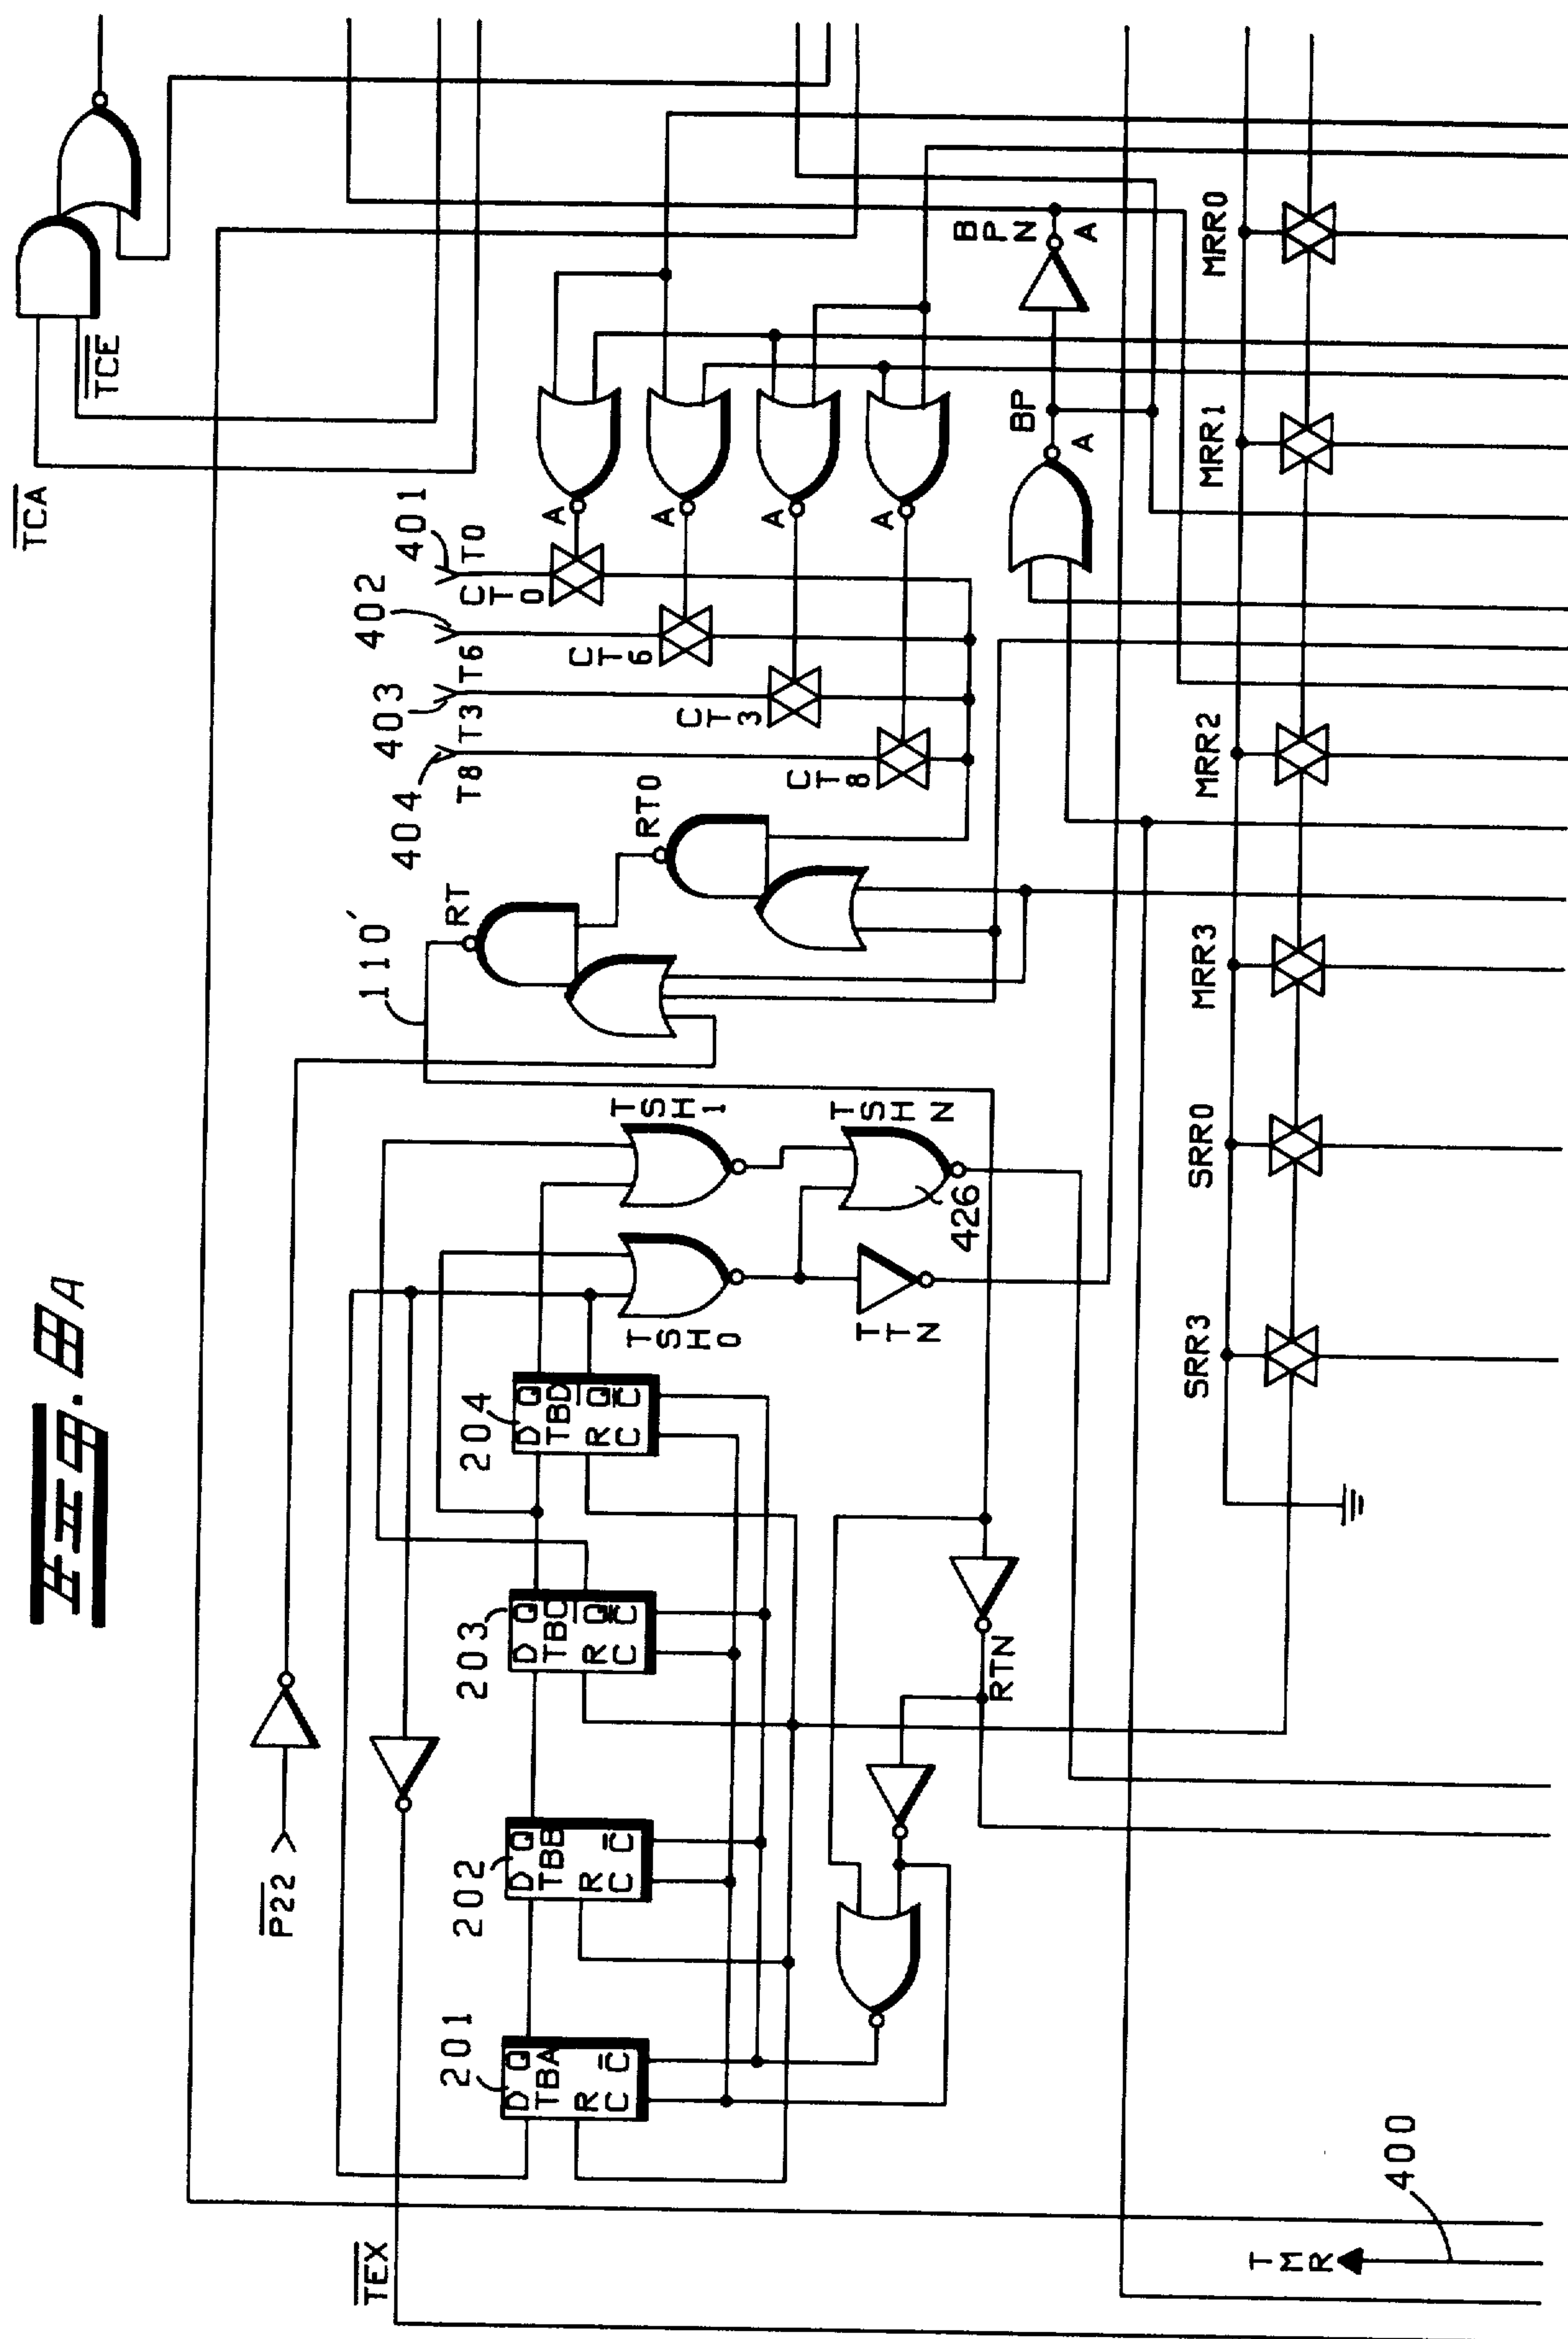 FIG. 8A
TCA
TCE
401
T0
CT0
402
T6
CT6
403
T3
CT3
404
T8
CT8
A
A
A
A
BP
A
BPN
A
RT0
RT
110'
TSH1
TSHN
426
TSH0
TTN
204
D Q
TBD
R Q
C C
203
D Q
TBC
R Q
C C
202
D Q
TBB
R
C C
201
D Q
TBA
R
C C
P22
RTN
TEX
MRR0
MRR1
MRR2
MRR3
SRR0
SRR3
TMR
400